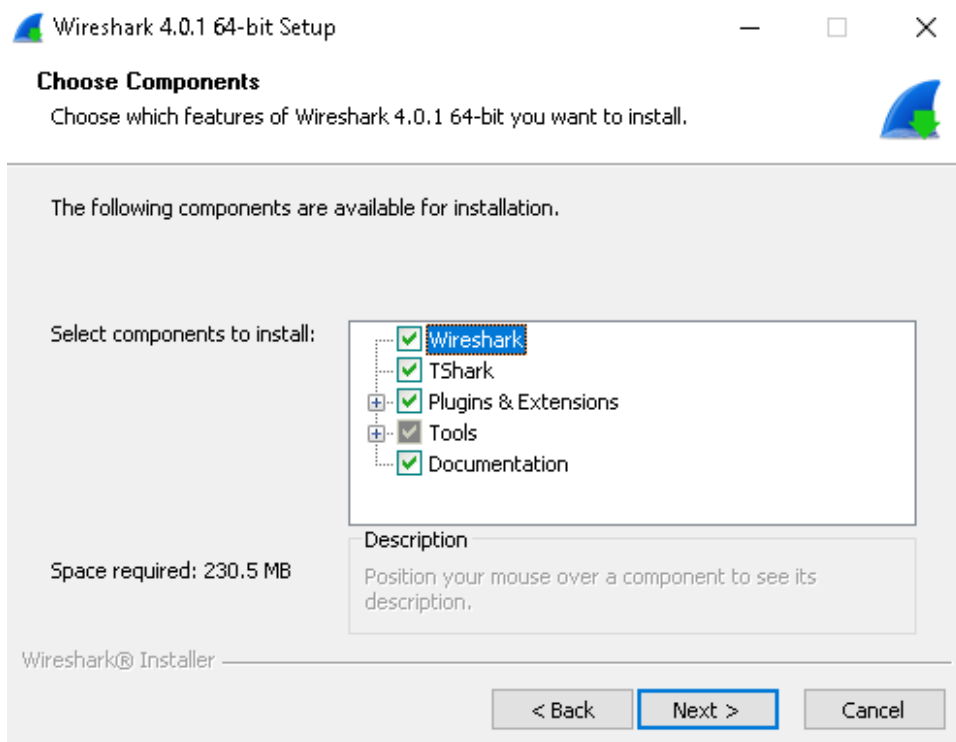 Wireshark 4.0.1 64-bit Setup
Choose Components
Choose which features of Wireshark 4.0.1 64-bit you want to install.
The following components are available for installation.
Select components to install:
Wireshark
TShark
Plugins & Extensions
Tools
Documentation
Space required: 230.5 MB
Description
Position your mouse over a component to see its
description.
Wireshark® Installer
< Back
Next >
Cancel